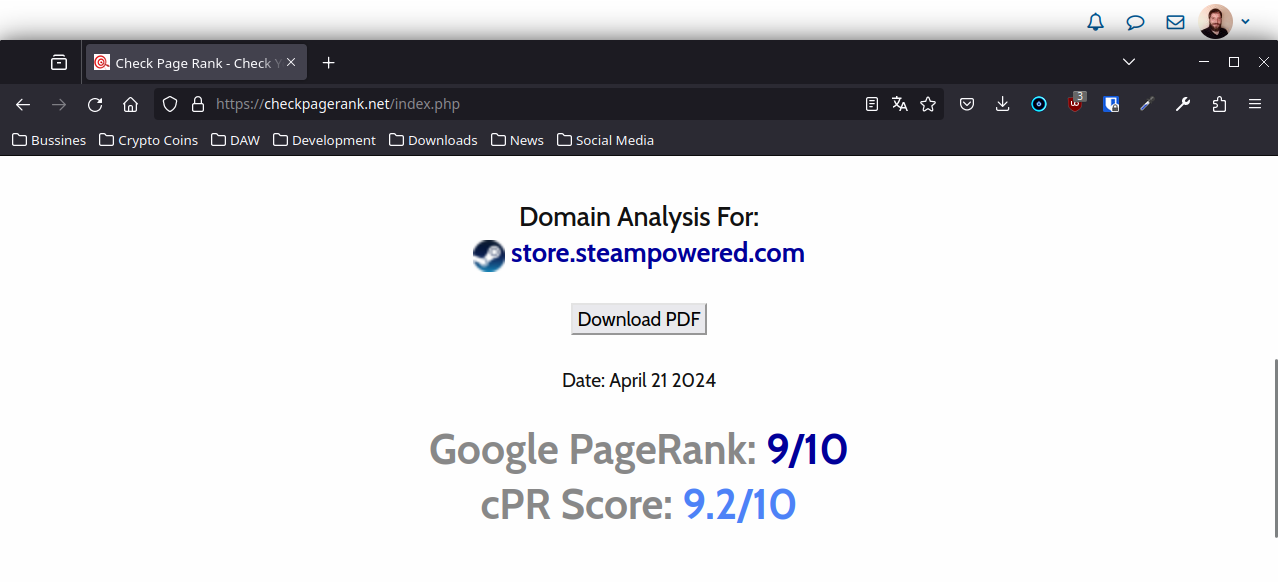 Check Page Rank - Check Y
https://checkpagerank.net/index.php
3
Bussines Crypto Coins DAW Development Downloads News Social Media
Domain Analysis For:
store.steampowered.com
Download PDF
Date: April 21 2024
Google PageRank: 9/10
cPR Score: 9.2/10